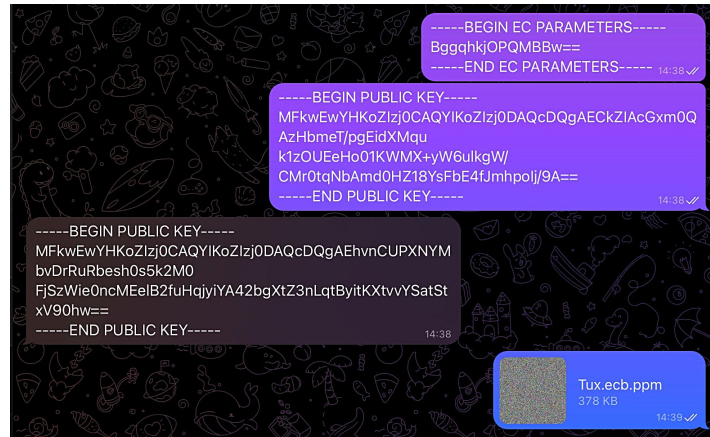 -----BEGIN EC PARAMETERS-----
BggqhkjOPQMBBw==
-----END EC PARAMETERS-----
14:38
-----BEGIN PUBLIC KEY-----
MFkwEwYHKoZIzj0CAQYIKoZIzj0DAQcDQgAECkZIAcGxm0Q
AzHbmeT/pgEidXMqu
k1zOUEeHo01KWMX+yW6ulkgW/
CMr0tqNbAmd0HZ18YsFbE4fJmhpolj/9A==
-----END PUBLIC KEY-----
14:38
-----BEGIN PUBLIC KEY-----
MFkwEwYHKoZIzj0CAQYIKoZIzj0DAQcDQgAEhvnCUPXNYM
bvDrRuRbesh0s5k2M0
FjSzWie0ncMEelB2fuHqjyiYA42bgXtZ3nLqtByitKXtvvYSatSt
xV90hw==
-----END PUBLIC KEY-----
14:38
Tux.ecb.ppm
378 KB
14:39